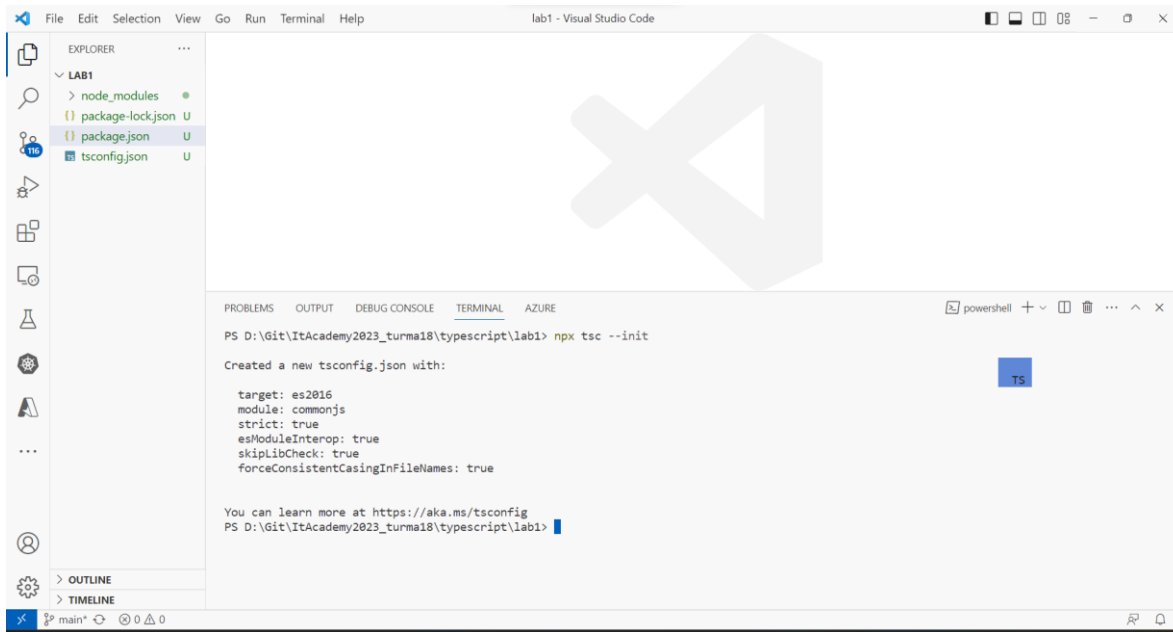 File Edit Selection View Go Run Terminal Help
lab1 - Visual Studio Code
EXPLORER
LAB1
node_modules
package-lock.json U
package.json U
tsconfig.json U
116
PROBLEMS OUTPUT DEBUG CONSOLE TERMINAL AZURE
powershell
PS D:\Git\ItAcademy2023_turma18\typescript\lab1> npx tsc --init
Created a new tsconfig.json with:
TS
target: es2016
module: commonjs
strict: true
esModuleInterop: true
skipLibCheck: true
forceConsistentCasingInFileNames: true
You can learn more at https://aka.ms/tsconfig
PS D:\Git\ItAcademy2023_turma18\typescript\lab1>
OUTLINE
TIMELINE
main* 0 0